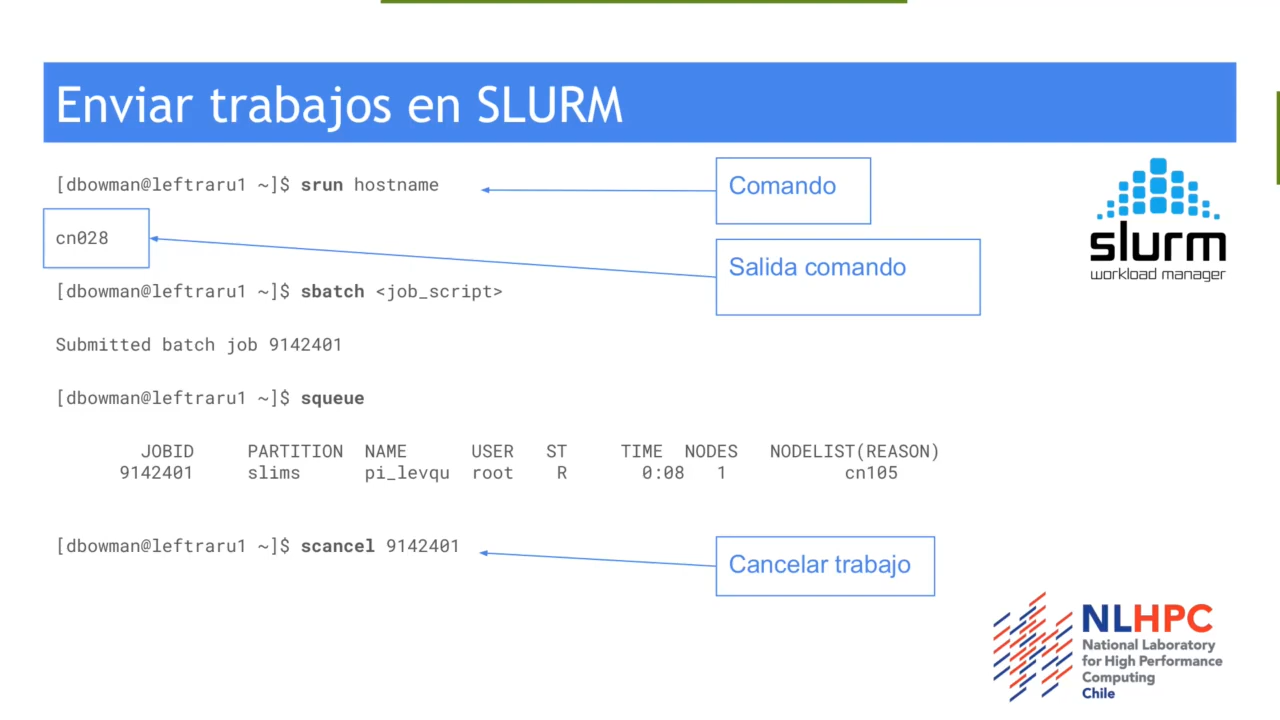 Enviar trabajos en SLURM
[dbowman@leftraru1 ~]$ srun hostname
Comando
cn028
Salida comando
[dbowman@leftraru1 ~]$ sbatch <job_script>
Submitted batch job 9142401
[dbowman@leftraru1 ~]$ squeue
JOBID PARTITION NAME USER ST TIME NODES NODELIST(REASON)
9142401 slims pi_levqu root R 0:08 1 cn105
[dbowman@leftraru1 ~]$ scancel 9142401
Cancelar trabajo
slurm
workload manager
NLHPC
National Laboratory
for High Performance
Computing
Chile